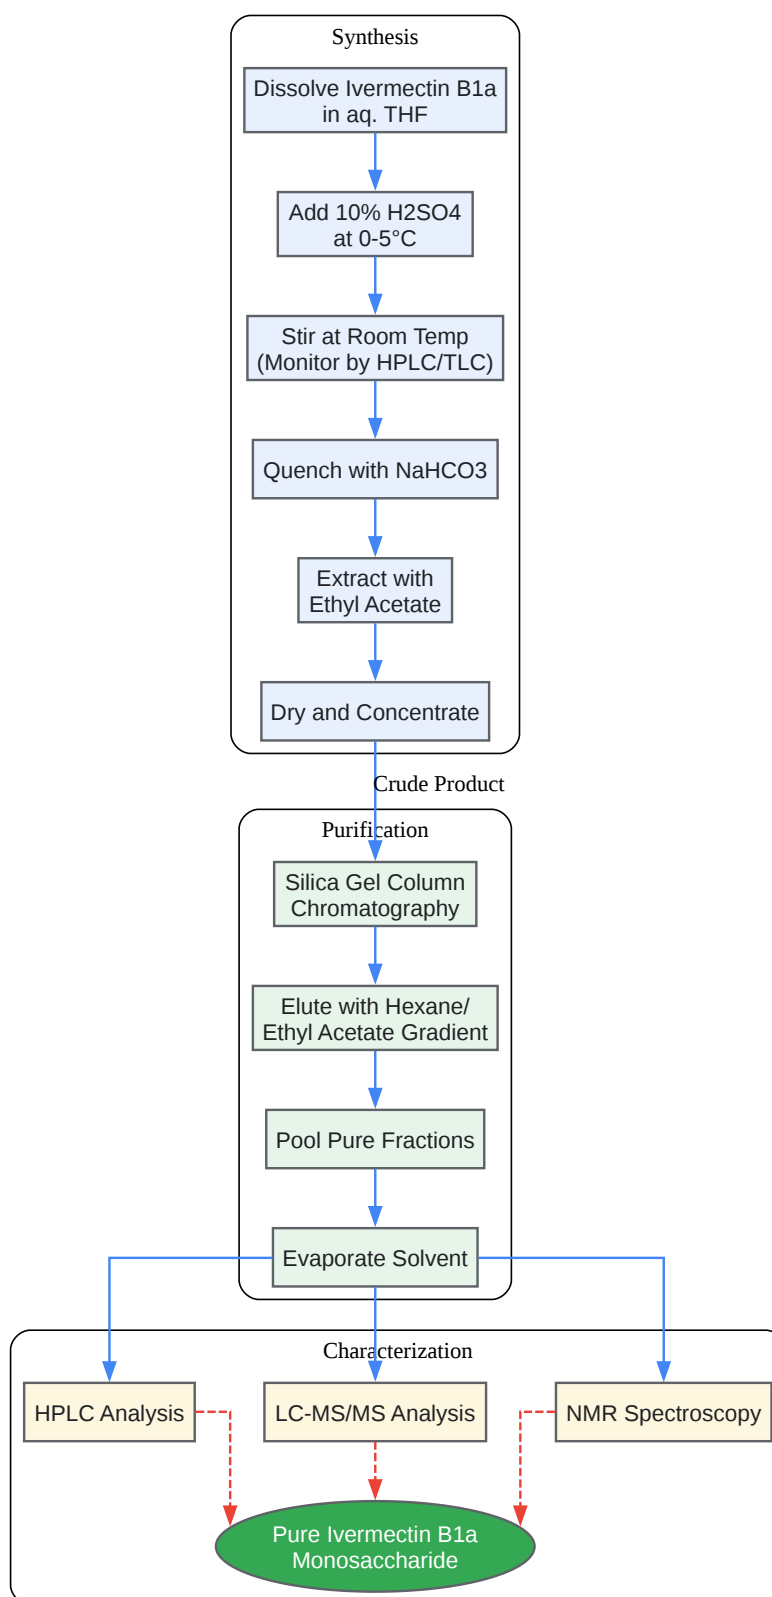 Synthesis
Dissolve Ivermectin B1a
in aq. THF
Add 10% H2SO4
at 0-5°C
Stir at Room Temp
(Monitor by HPLC/TLC)
Quench with NaHCO3
Extract with
Ethyl Acetate
Dry and Concentrate
Crude Product
Purification
Silica Gel Column
Chromatography
Elute with Hexane/
Ethyl Acetate Gradient
Pool Pure Fractions
Evaporate Solvent
Characterization
HPLC Analysis
LC-MS/MS Analysis
NMR Spectroscopy
Pure Ivermectin B1a
Monosaccharide